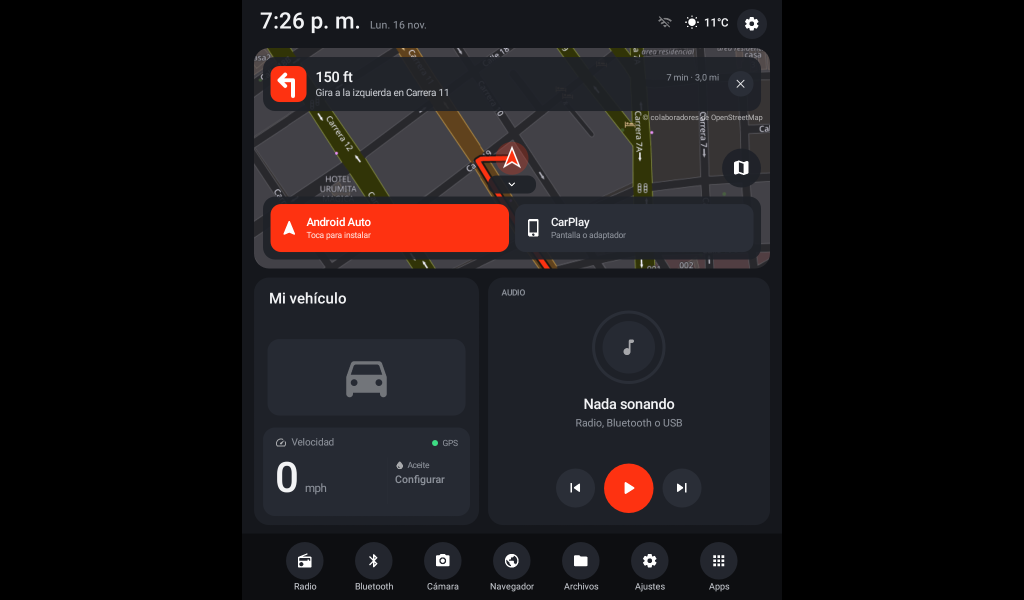 7:26 p. m. Lun. 16 nov.
11°C
área residencial
150 ft
Gira a la izquierda en Carrera 11
7 min · 3,0 mi
© colaboradores de OpenStreetMap
Carrera 12
Carrera 7A
Carrera 7
HOTEL
URUMITA
Android Auto
Toca para instalar
CarPlay
Pantalla o adaptador
002
Mi vehículo
AUDIO
Nada sonando
Radio, Bluetooth o USB
Velocidad
GPS
0 mph
Aceite
Configurar
Radio
Bluetooth
Cámara
Navegador
Archivos
Ajustes
Apps